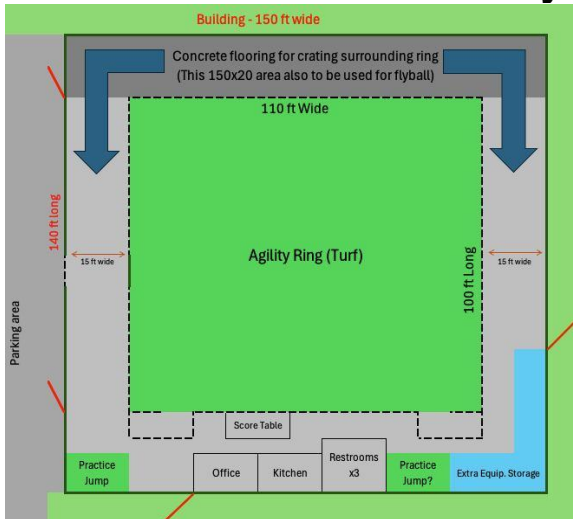 Building - 150 ft wide
Concrete flooring for crating surrounding ring
(This 150x20 area also to be used for flyball)
110 ft Wide
140 ft long
15 ft wide
Agility Ring (Turf)
100 ft Long
15 ft wide
Parking area
Score Table
Practice
Jump
Office
Kitchen
Restrooms
x3
Practice
Jump?
Extra Equip. Storage